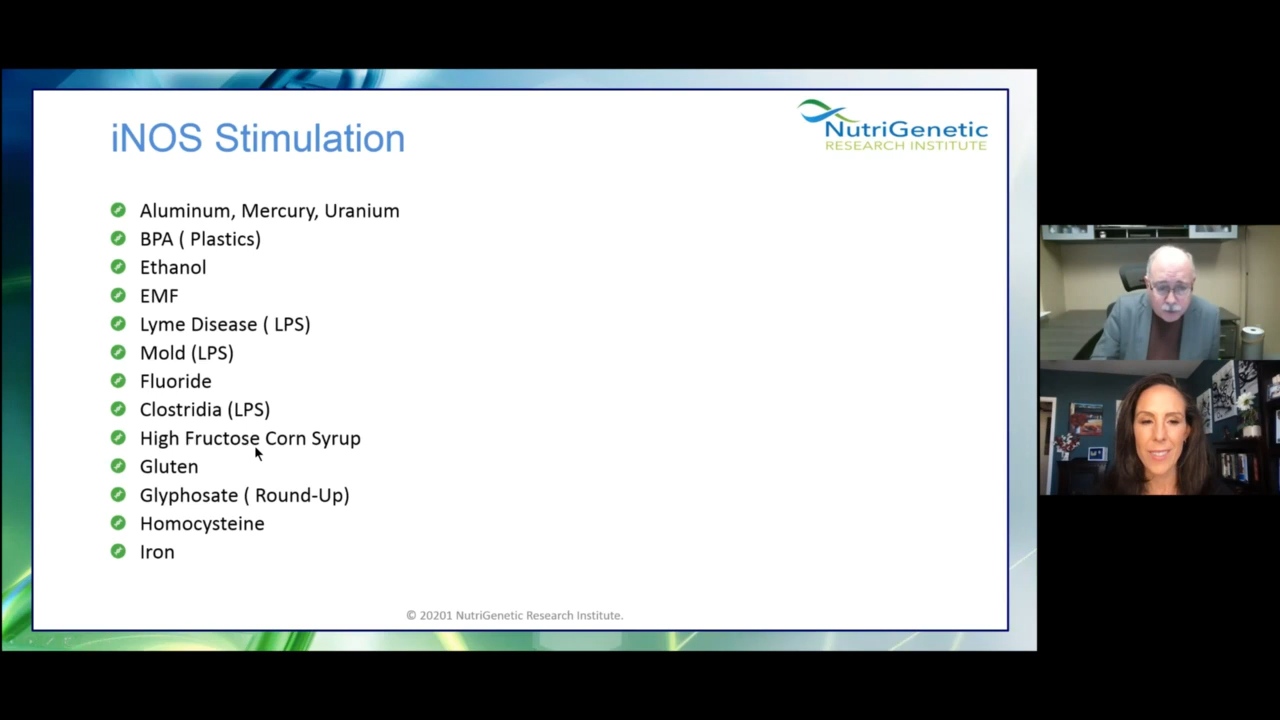 iNOS Stimulation
NutriGenetic
RESEARCH INSTITUTE
Aluminum, Mercury, Uranium
BPA ( Plastics)
Ethanol
EMF
Lyme Disease ( LPS)
Mold (LPS)
Fluoride
Clostridia (LPS)
High Fructose Corn Syrup
Gluten
Glyphosate ( Round-Up)
Homocysteine
Iron
© 20201 NutriGenetic Research Institute.